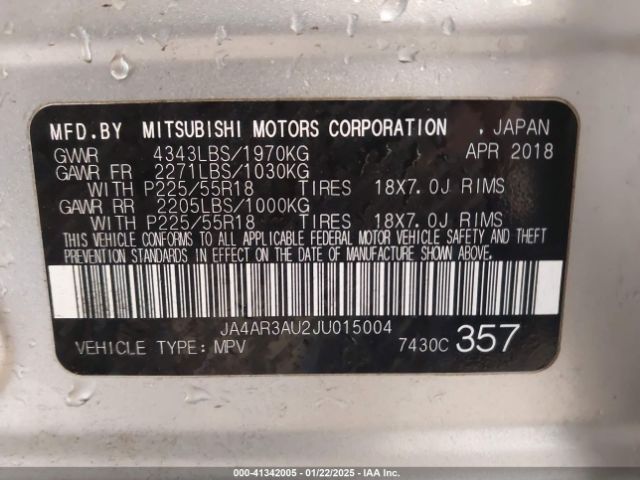 MFD.BY MITSUBISHI MOTORS CORPORATION , JAPAN
GVWR 4343LBS/1970KG APR 2018
GAWR FR 2271LBS/1030KG
WITH P225/55R18 TIRES 18X7.0J RIMS
GAWR RR 2205LBS/1000KG
WITH P225/55R18 TIRES 18X7.0J RIMS
THIS VEHICLE CONFORMS TO ALL APPLICABLE FEDERAL MOTOR VEHICLE SAFETY AND THEFT
PREVENTION STANDARDS IN EFFECT ON THE DATE OF MANUFACTURE SHOWN ABOVE.
JA4AR3AU2JU015004
VEHICLE TYPE: MPV 7430C 357
000-41342005 - 01/22/2025 - IAA Inc.